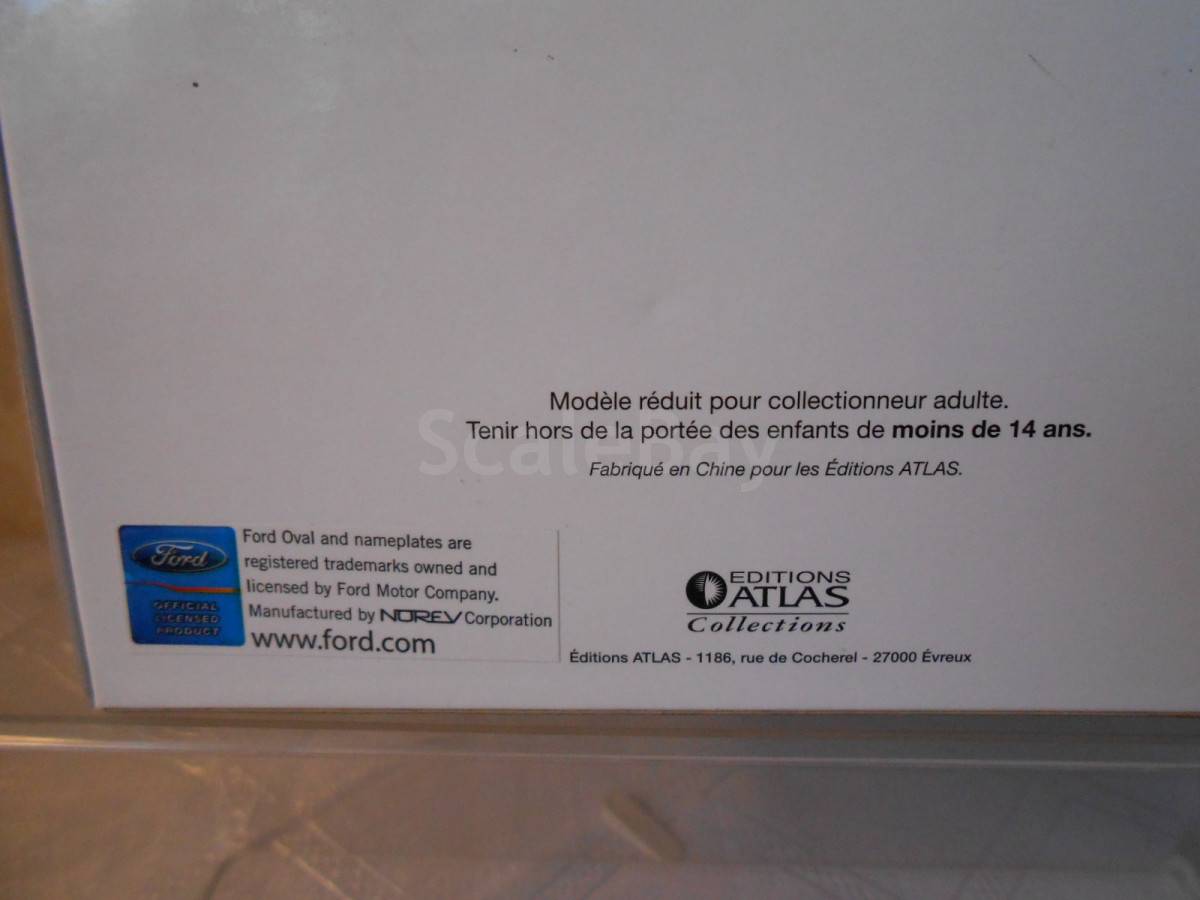 Modèle réduit pour collectionneur adulte.
Tenir hors de la portée des enfants de moins de 14 ans.
ScaleBay
Fabriqué en Chine pour les Éditions ATLAS.
Ford
OFFICIAL
LICENSED
PRODUCT
Ford Oval and nameplates are
registered trademarks owned and
licensed by Ford Motor Company.
Manufactured by NOREV Corporation
www.ford.com
EDITIONS
ATLAS
Collections
Éditions ATLAS - 1186, rue de Cocherel - 27000 Évreux